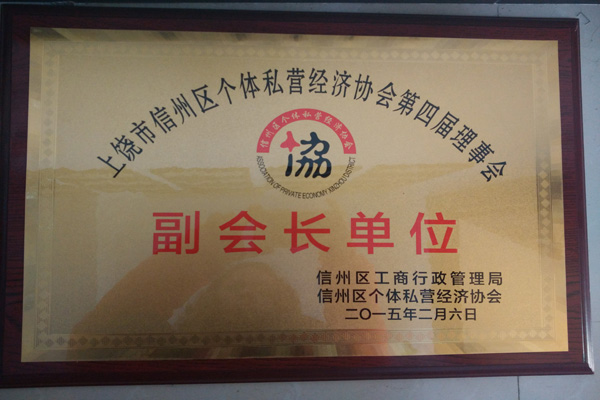 上饶市信州区个体私营经济协会第四届理事会
信州区个体私营经济协会
協
ASSOCIATION OF PRIVATE ECONOMY XINZHOU DISTRICT
副会长单位
信州区工商行政管理局
信州区个体私营经济协会
二〇一五年二月六日